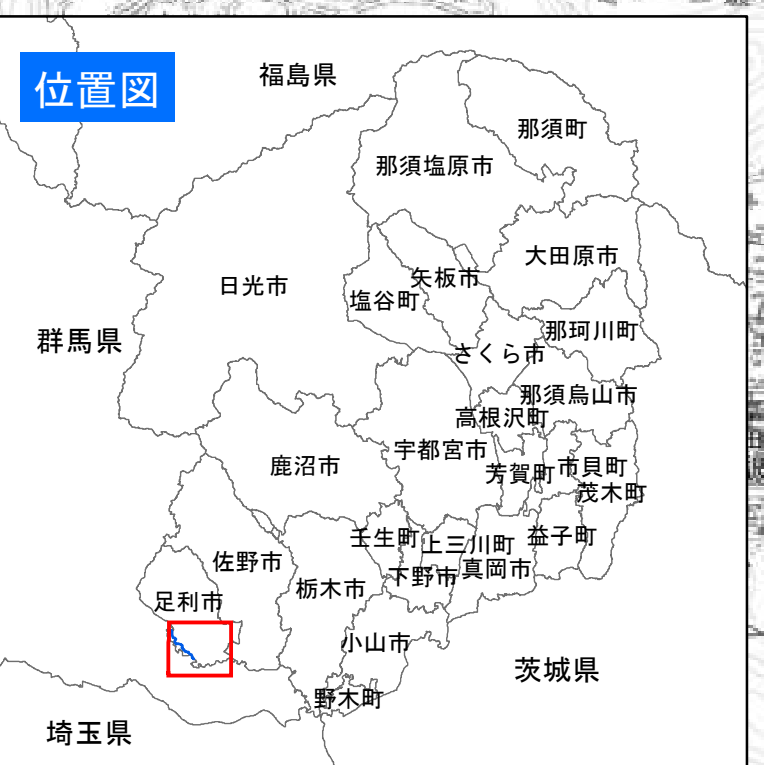 位置図
福島県
那須町
那須塩原市
大田原市
矢板市
日光市
塩谷町
那珂川町
群馬県
さくら市
那須烏山市
高根沢町
宇都宮市
鹿沼市
芳賀町
市貝町
茂木町
壬生町
上三川町
益子町
佐野市
真岡市
下野市
栃木市
足利市
小山市
茨城県
野木町
埼玉県